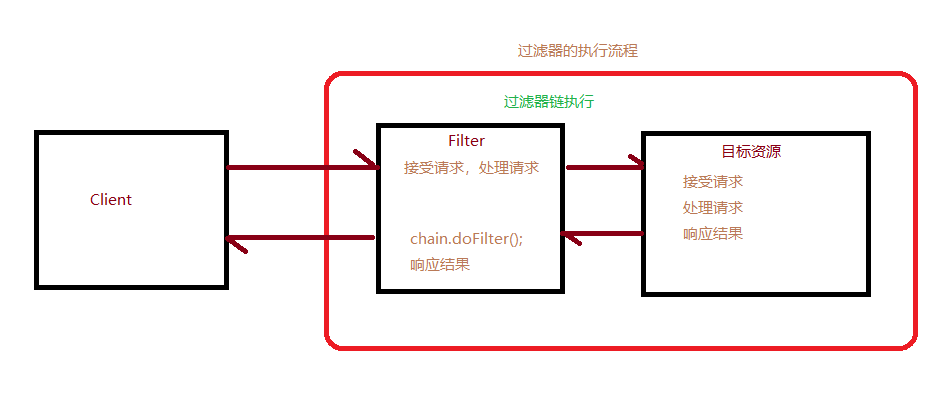 过滤器的执行流程
过滤器链执行
Client
Filter
接受请求，处理请求
chain.doFilter();
响应结果
目标资源
接受请求
处理请求
响应结果